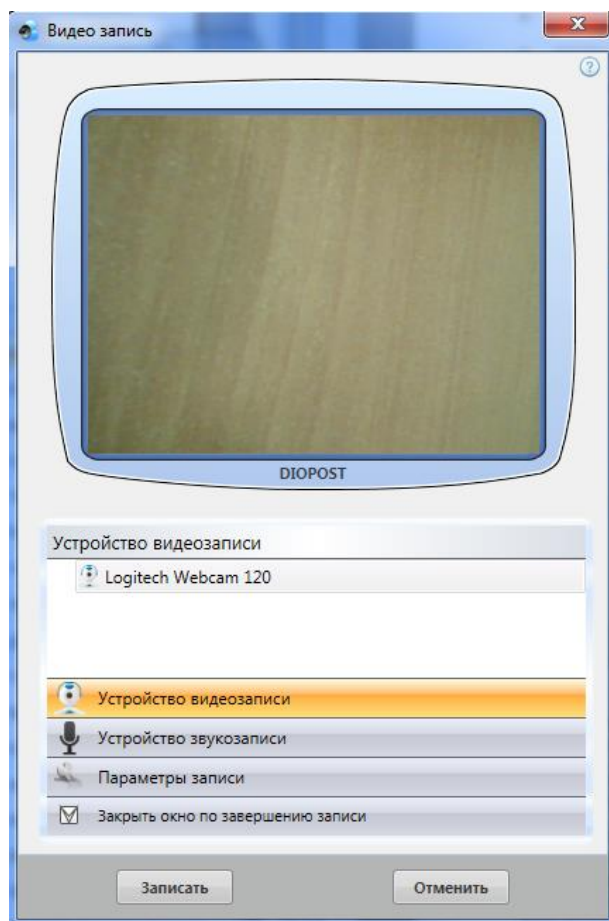 Видео запись
?
DIOPOST
Устройство видеозаписи
Logitech Webcam 120
Устройство видеозаписи
Устройство звукозаписи
Параметры записи
Закрыть окно по завершению записи
Записать
Отменить